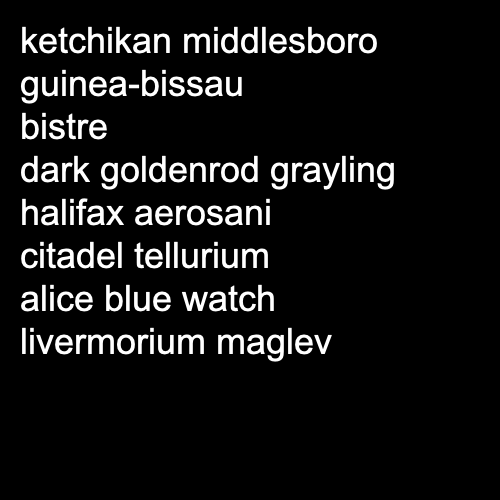 ketchikan middlesboro
guinea-bissau
bistre
dark goldenrod grayling
halifax aerosani
citadel tellurium
alice blue watch
livermorium maglev